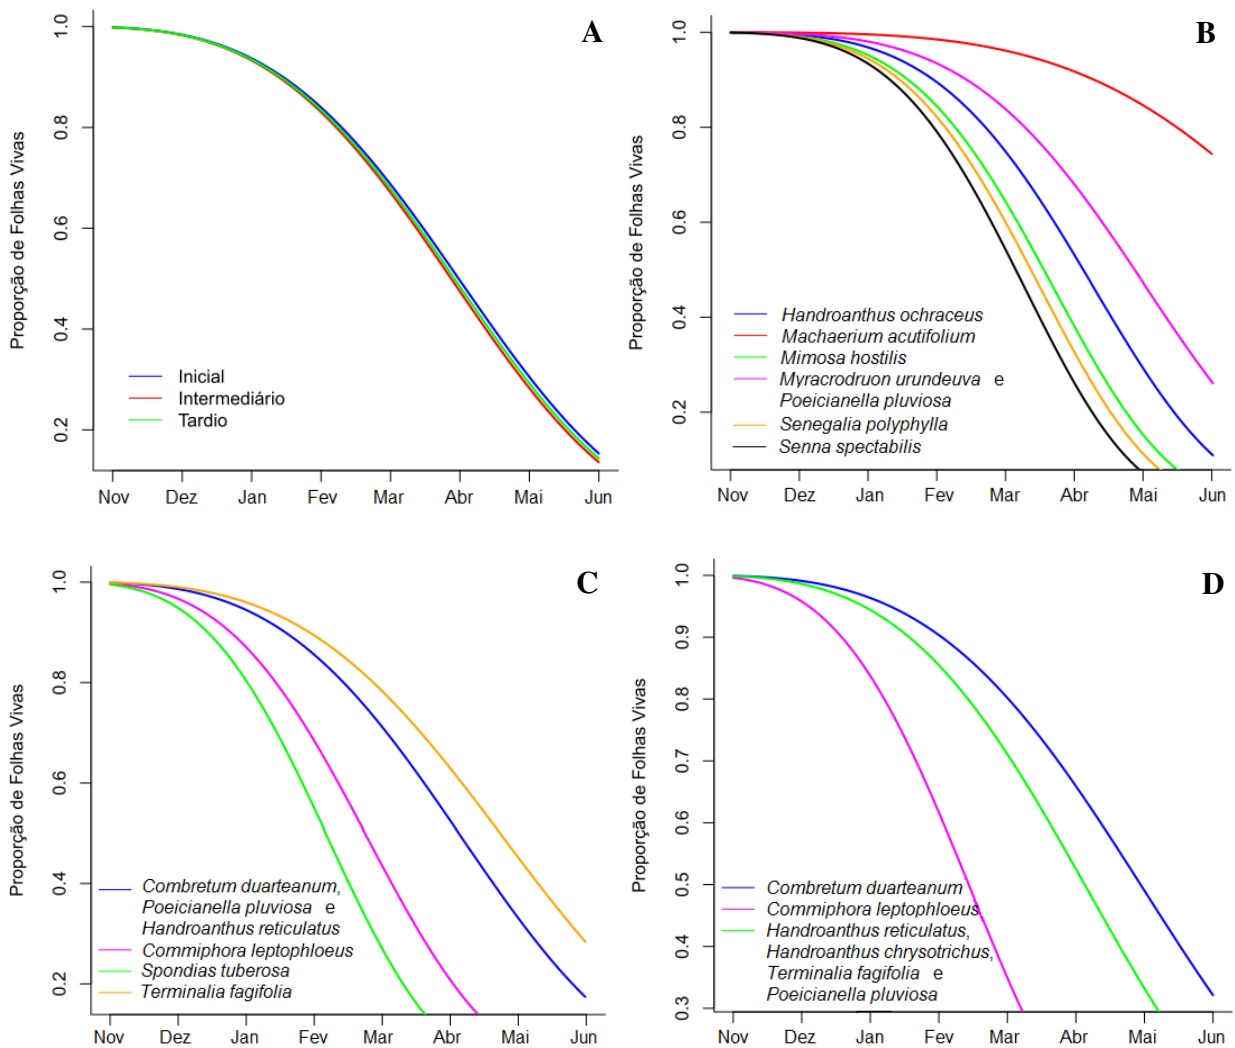 A
Proporção de Folhas Vivas
1.0
0.8
0.6
0.4
0.2
Inicial
Intermediário
Tardio
Nov Dez Jan Fev Mar Abr Mai Jun
B
Proporção de Folhas Vivas
1.0
0.8
0.6
0.4
0.2
Handroanthus ochraceus
Machaerium acutifolium
Mimosa hostilis
Myracrodruon urundeuva e
Poeicianella pluviosa
Senegalia polyphylla
Senna spectabilis
Nov Dez Jan Fev Mar Abr Mai Jun
C
Proporção de Folhas Vivas
1.0
0.8
0.6
0.4
0.2
Combretum duarteanum,
Poeicianella pluviosa e
Handroanthus reticulatus
Commiphora leptophloeus
Spondias tuberosa
Terminalia fagifolia
Nov Dez Jan Fev Mar Abr Mai Jun
D
Proporção de Folhas Vivas
1.0
0.9
0.8
0.7
0.6
0.5
0.4
0.3
Combretum duarteanum
Commiphora leptophloeus,
Handroanthus reticulatus,
Handroanthus chrysotrichus,
Terminalia fagifolia e
Poeicianella pluviosa
Nov Dez Jan Fev Mar Abr Mai Jun